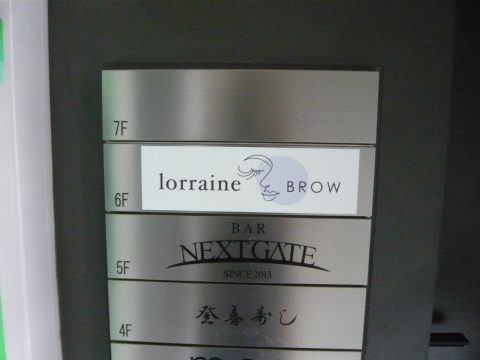 7F
6F lorraine BROW
BAR
5F NEXTGATE
SINCE 2013
4F 登喜寿し